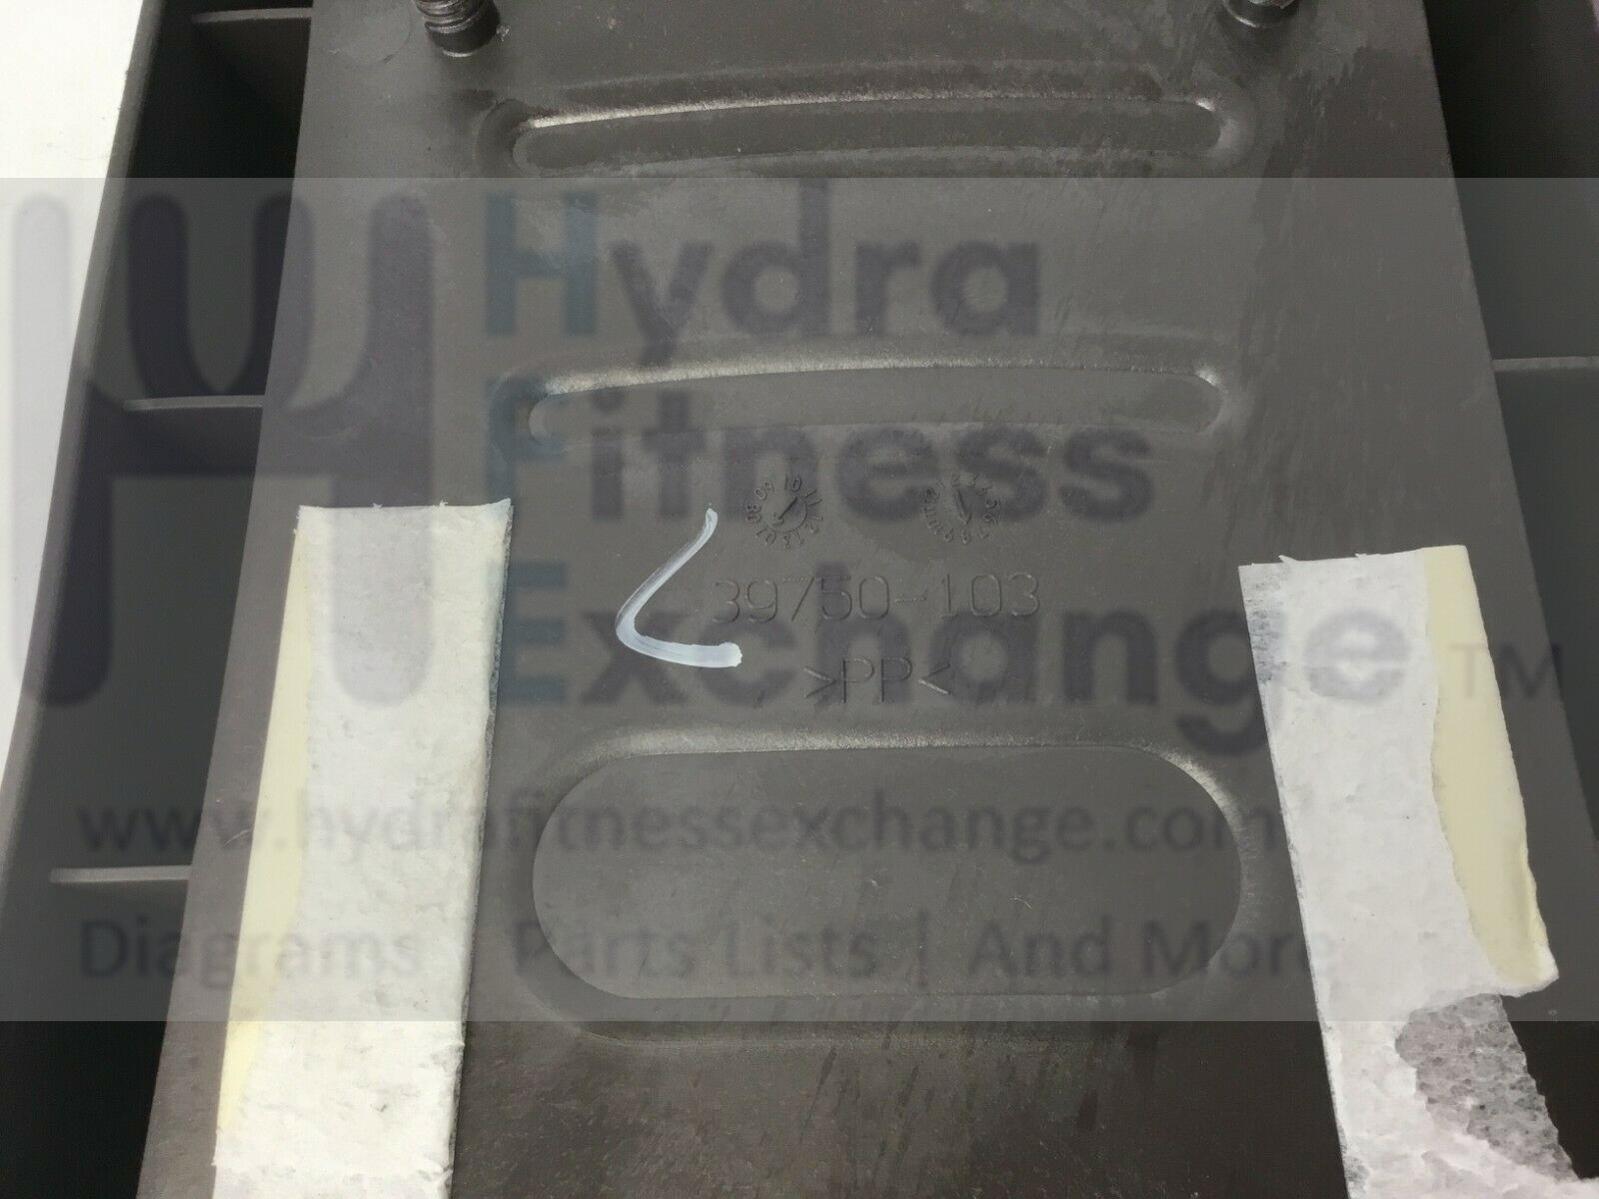 Hydra
Fitness
39750-103
Exchange™
>PP<
www.hydrafitnessexchange.com
Diagrams | Parts Lists | And More